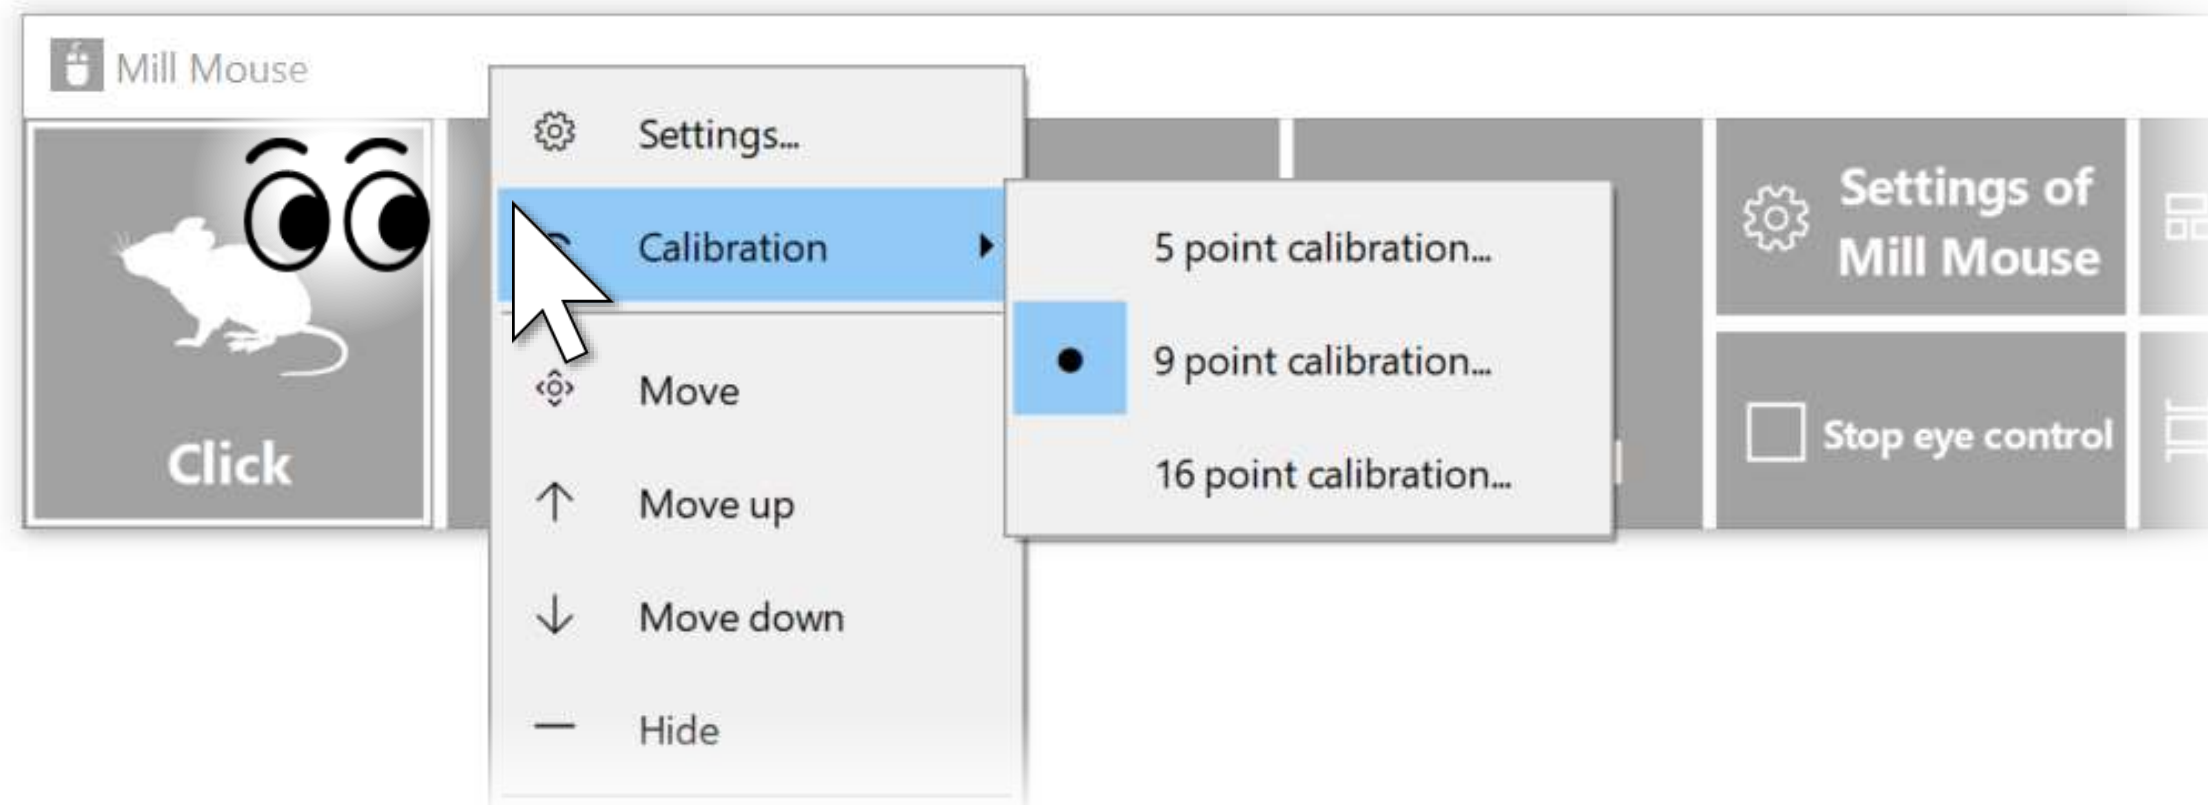 Mill Mouse
Settings...
Calibration
Move
Move up
Move down
Hide
5 point calibration...
9 point calibration...
16 point calibration...
Click
Settings of
Mill Mouse
Stop eye control